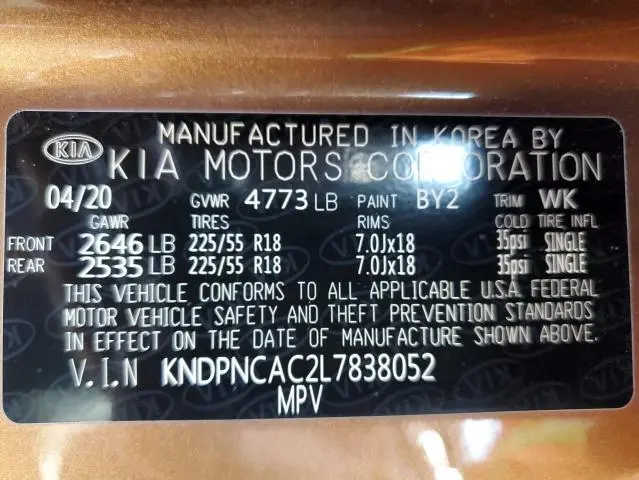 MANUFACTURED IN KOREA BY
KIA KIA MOTORS CORPORATION
04/20 GVWR 4773 LB PAINT BY2 TRIM WK
GAWR TIRES RIMS COLD TIRE INFL
FRONT 2646 LB 225/55 R18 7.0Jx18 35psi SINGLE
REAR 2535 LB 225/55 R18 7.0Jx18 35psi SINGLE
THIS VEHICLE CONFORMS TO ALL APPLICABLE U.S.A. FEDERAL
MOTOR VEHICLE SAFETY AND THEFT PREVENTION STANDARDS
IN EFFECT ON THE DATE OF MANUFACTURE SHOWN ABOVE.
V.I.N KNDPNCAC2L7838052
MPV